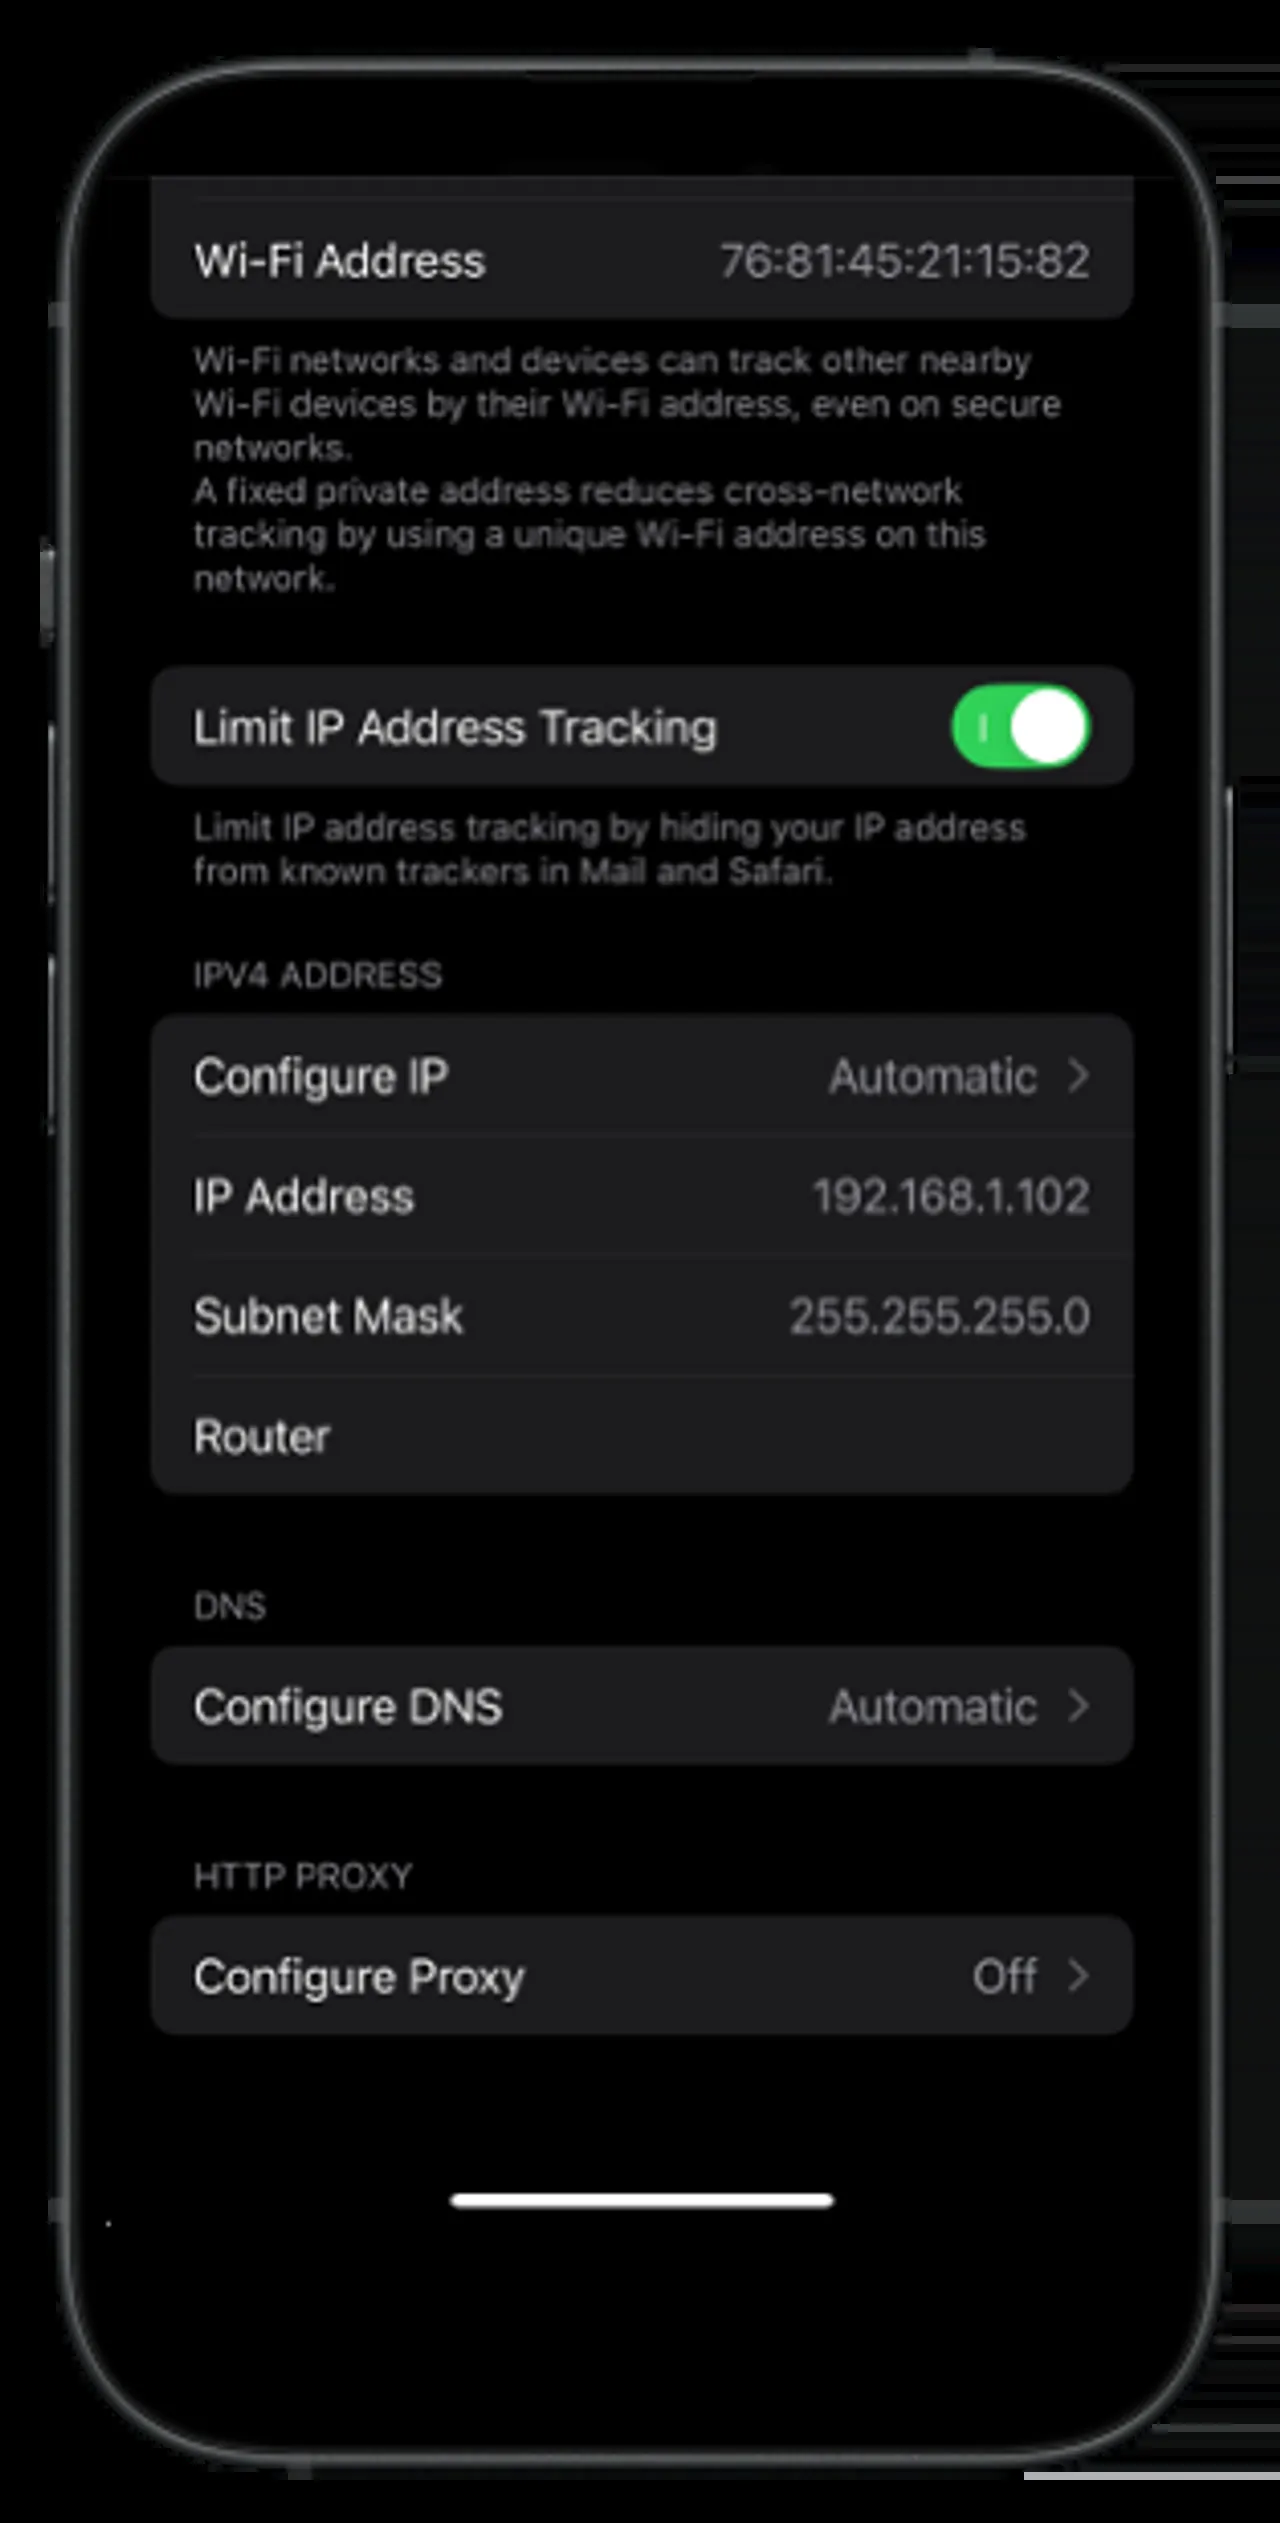 Wi-Fi Address 76:81:45:21:15:82
Wi-Fi networks and devices can track other nearby
Wi-Fi devices by their Wi-Fi address, even on secure
networks.
A fixed private address reduces cross-network
tracking by using a unique Wi-Fi address on this
network.
Limit IP Address Tracking
Limit IP address tracking by hiding your IP address
from known trackers in Mail and Safari.
IPV4 ADDRESS
Configure IP Automatic
IP Address 192.168.1.102
Subnet Mask 255.255.255.0
Router
DNS
Configure DNS Automatic
HTTP PROXY
Configure Proxy Off